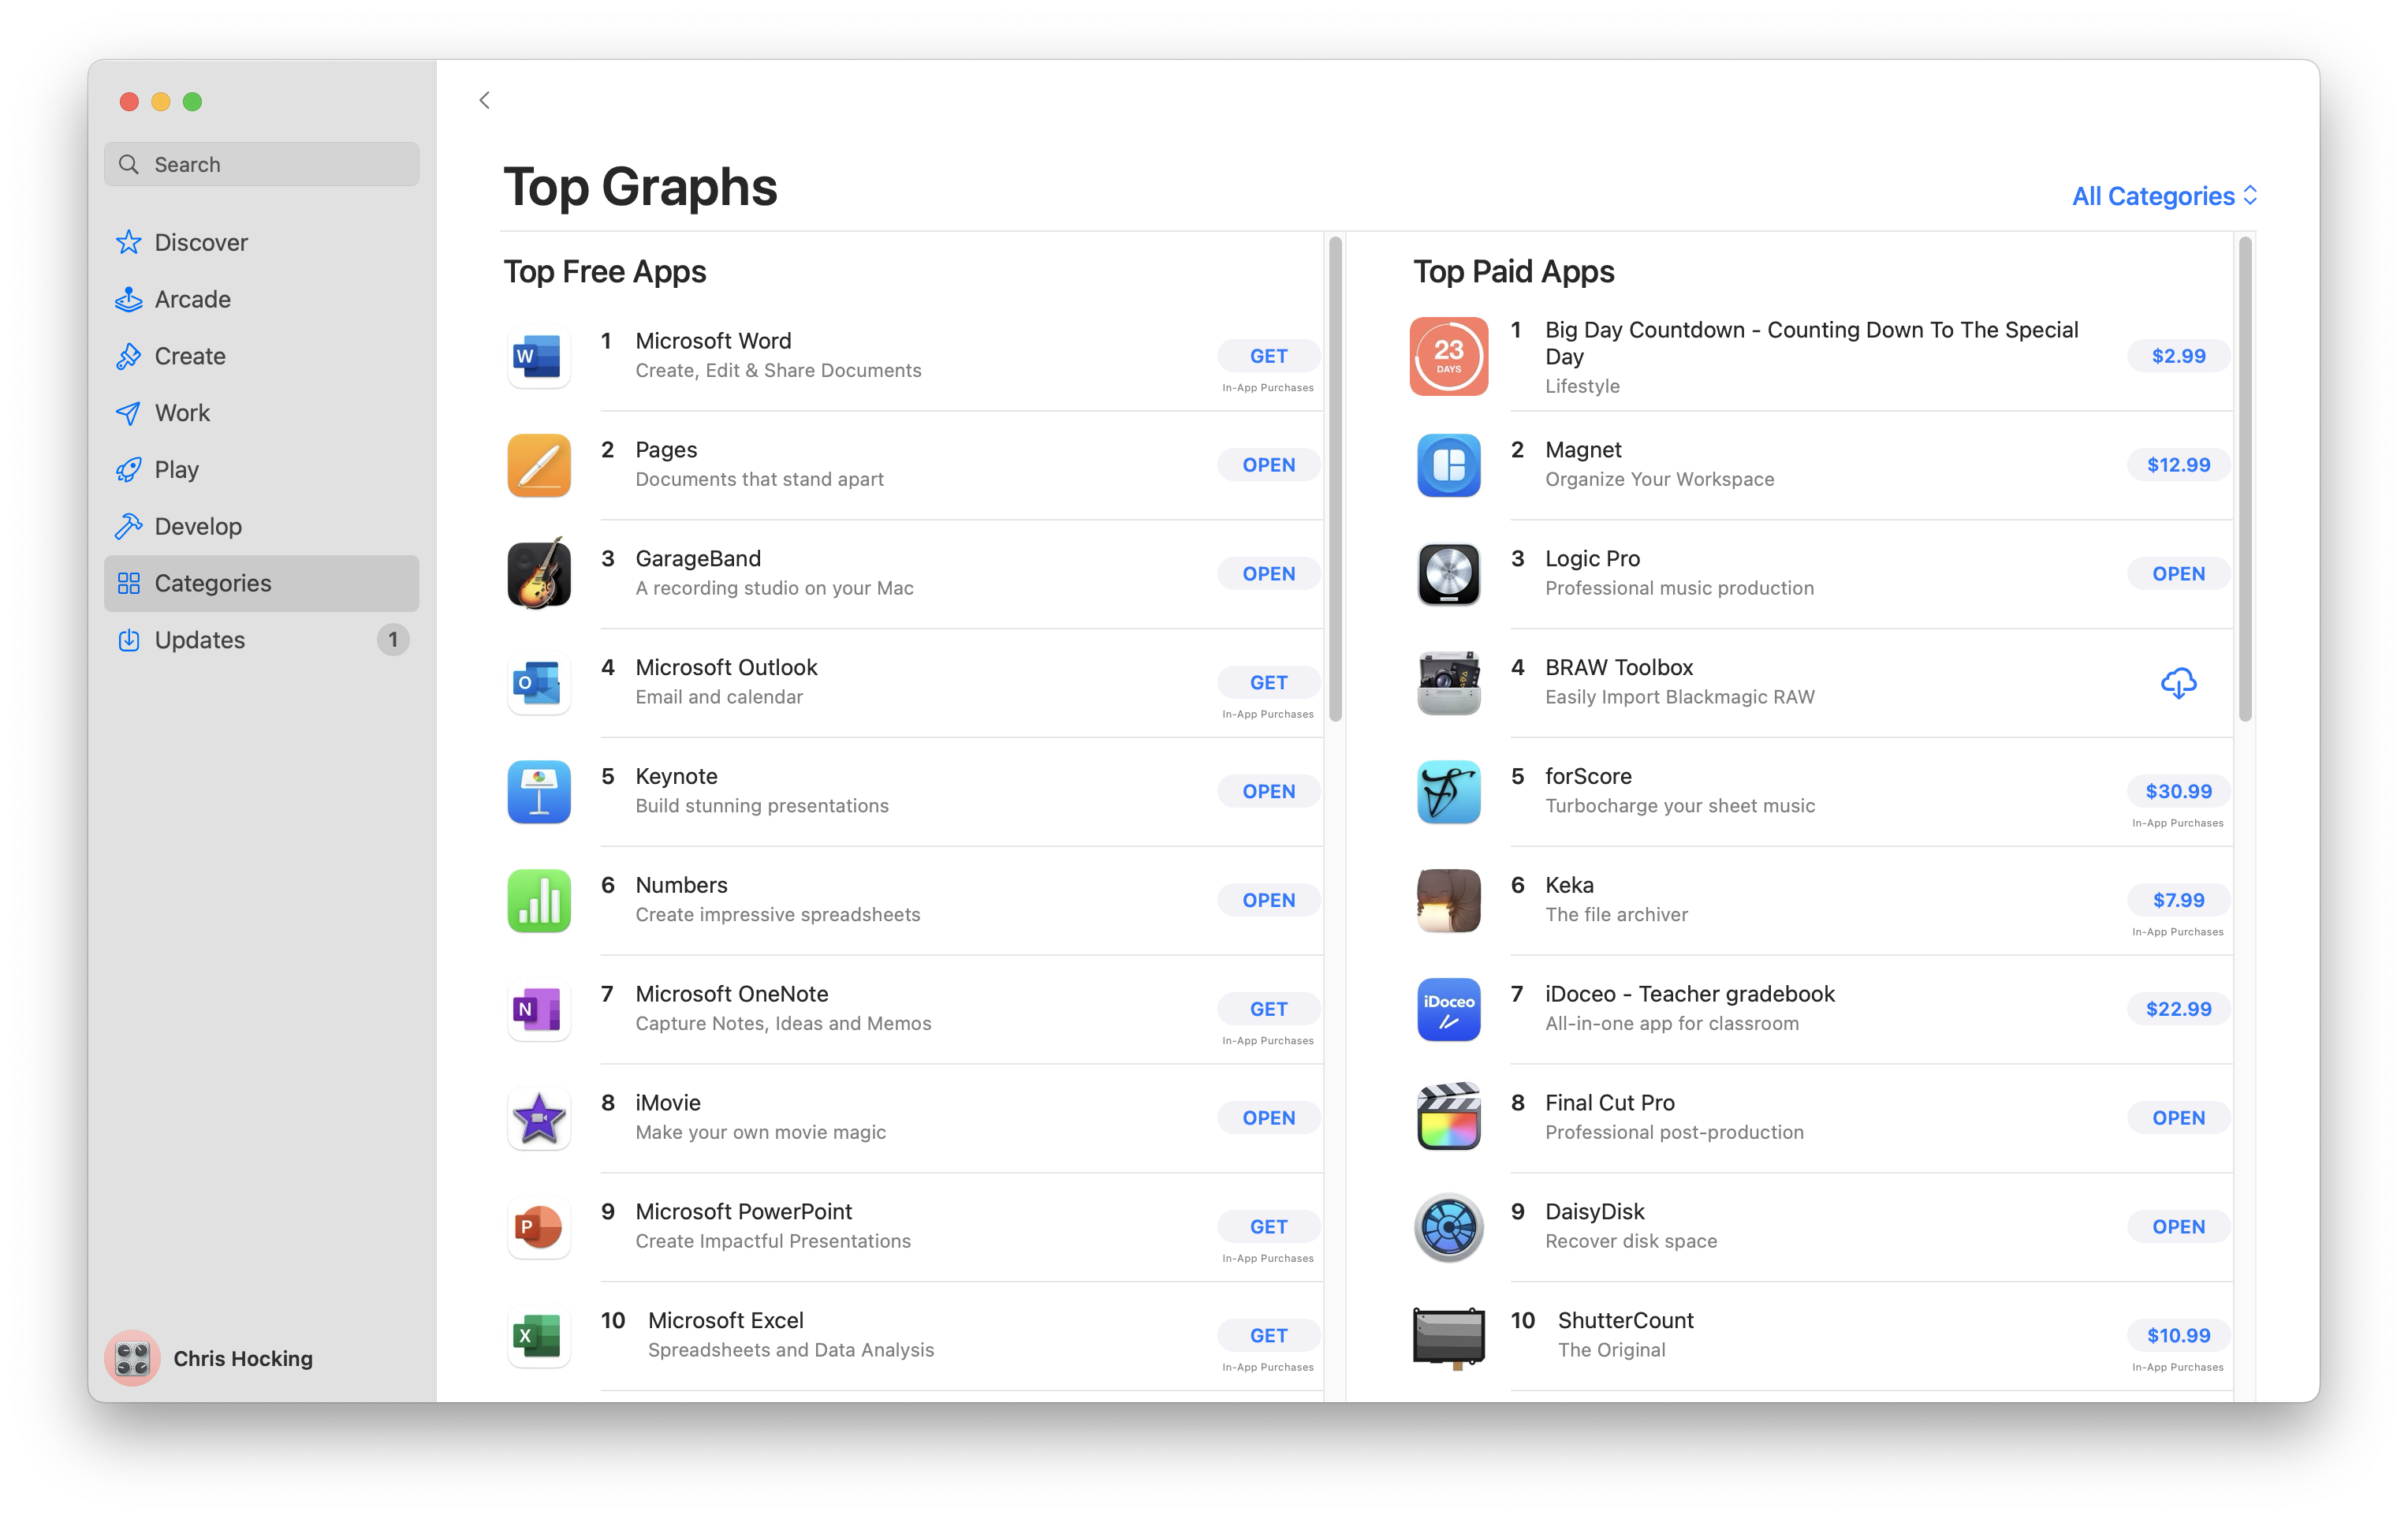 Search
Discover
Arcade
Create
Work
Play
Develop
Categories
Updates 1
Chris Hocking
Top Graphs
All Categories
Top Free Apps
1 Microsoft Word
Create, Edit & Share Documents
GET
In-App Purchases
2 Pages
Documents that stand apart
OPEN
3 GarageBand
A recording studio on your Mac
OPEN
4 Microsoft Outlook
Email and calendar
GET
In-App Purchases
5 Keynote
Build stunning presentations
OPEN
6 Numbers
Create impressive spreadsheets
OPEN
7 Microsoft OneNote
Capture Notes, Ideas and Memos
GET
In-App Purchases
8 iMovie
Make your own movie magic
OPEN
9 Microsoft PowerPoint
Create Impactful Presentations
GET
In-App Purchases
10 Microsoft Excel
Spreadsheets and Data Analysis
GET
In-App Purchases
Top Paid Apps
23
DAYS
1 Big Day Countdown - Counting Down To The Special
Day
Lifestyle
$2.99
2 Magnet
Organize Your Workspace
$12.99
3 Logic Pro
Professional music production
OPEN
4 BRAW Toolbox
Easily Import Blackmagic RAW
5 forScore
Turbocharge your sheet music
$30.99
In-App Purchases
6 Keka
The file archiver
$7.99
In-App Purchases
iDoceo
7 iDoceo - Teacher gradebook
All-in-one app for classroom
$22.99
8 Final Cut Pro
Professional post-production
OPEN
9 DaisyDisk
Recover disk space
OPEN
10 ShutterCount
The Original
$10.99
In-App Purchases